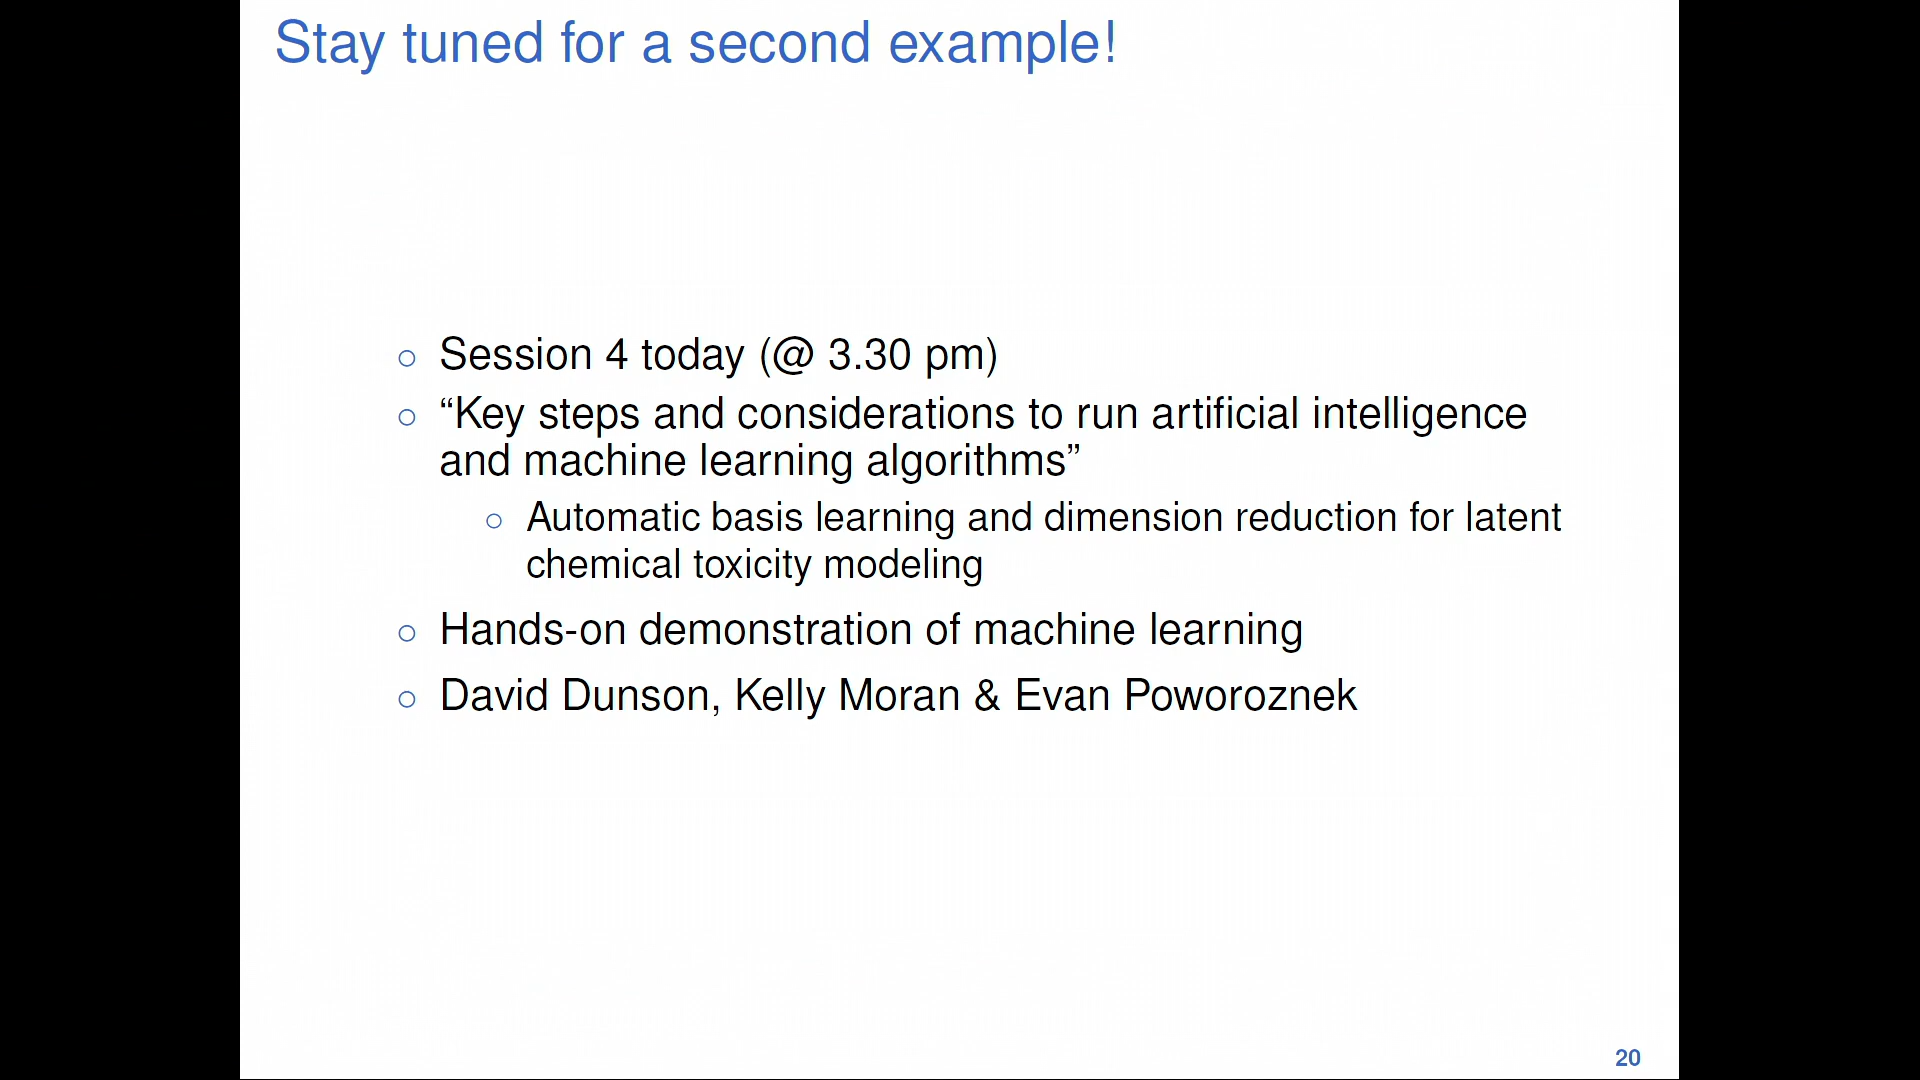 Stay tuned for a second example!
Session 4 today (@ 3.30 pm)
“Key steps and considerations to run artificial intelligence
and machine learning algorithms”
Automatic basis learning and dimension reduction for latent
chemical toxicity modeling
Hands-on demonstration of machine learning
David Dunson, Kelly Moran & Evan Poworoznek
20